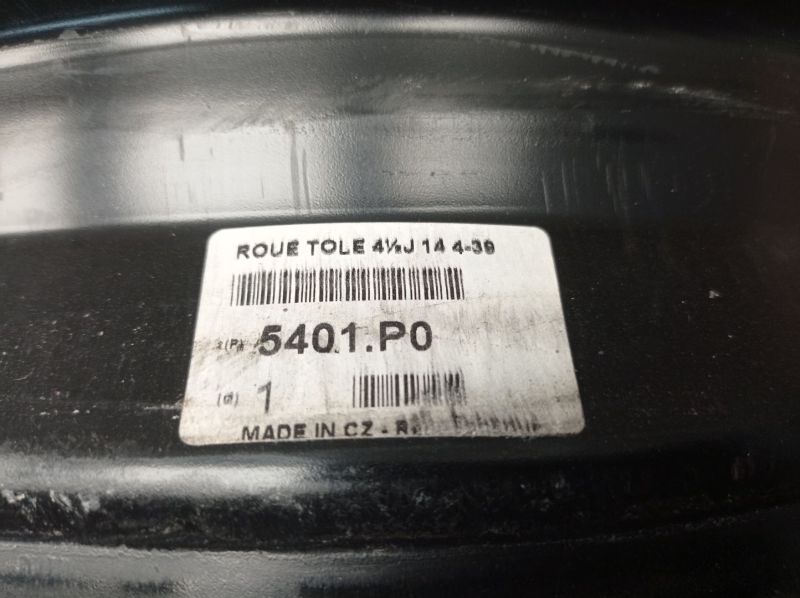 ROUE TOLE 4½J 14 4-39
(P) 5401.P0
(Q) 1
MADE IN CZ -